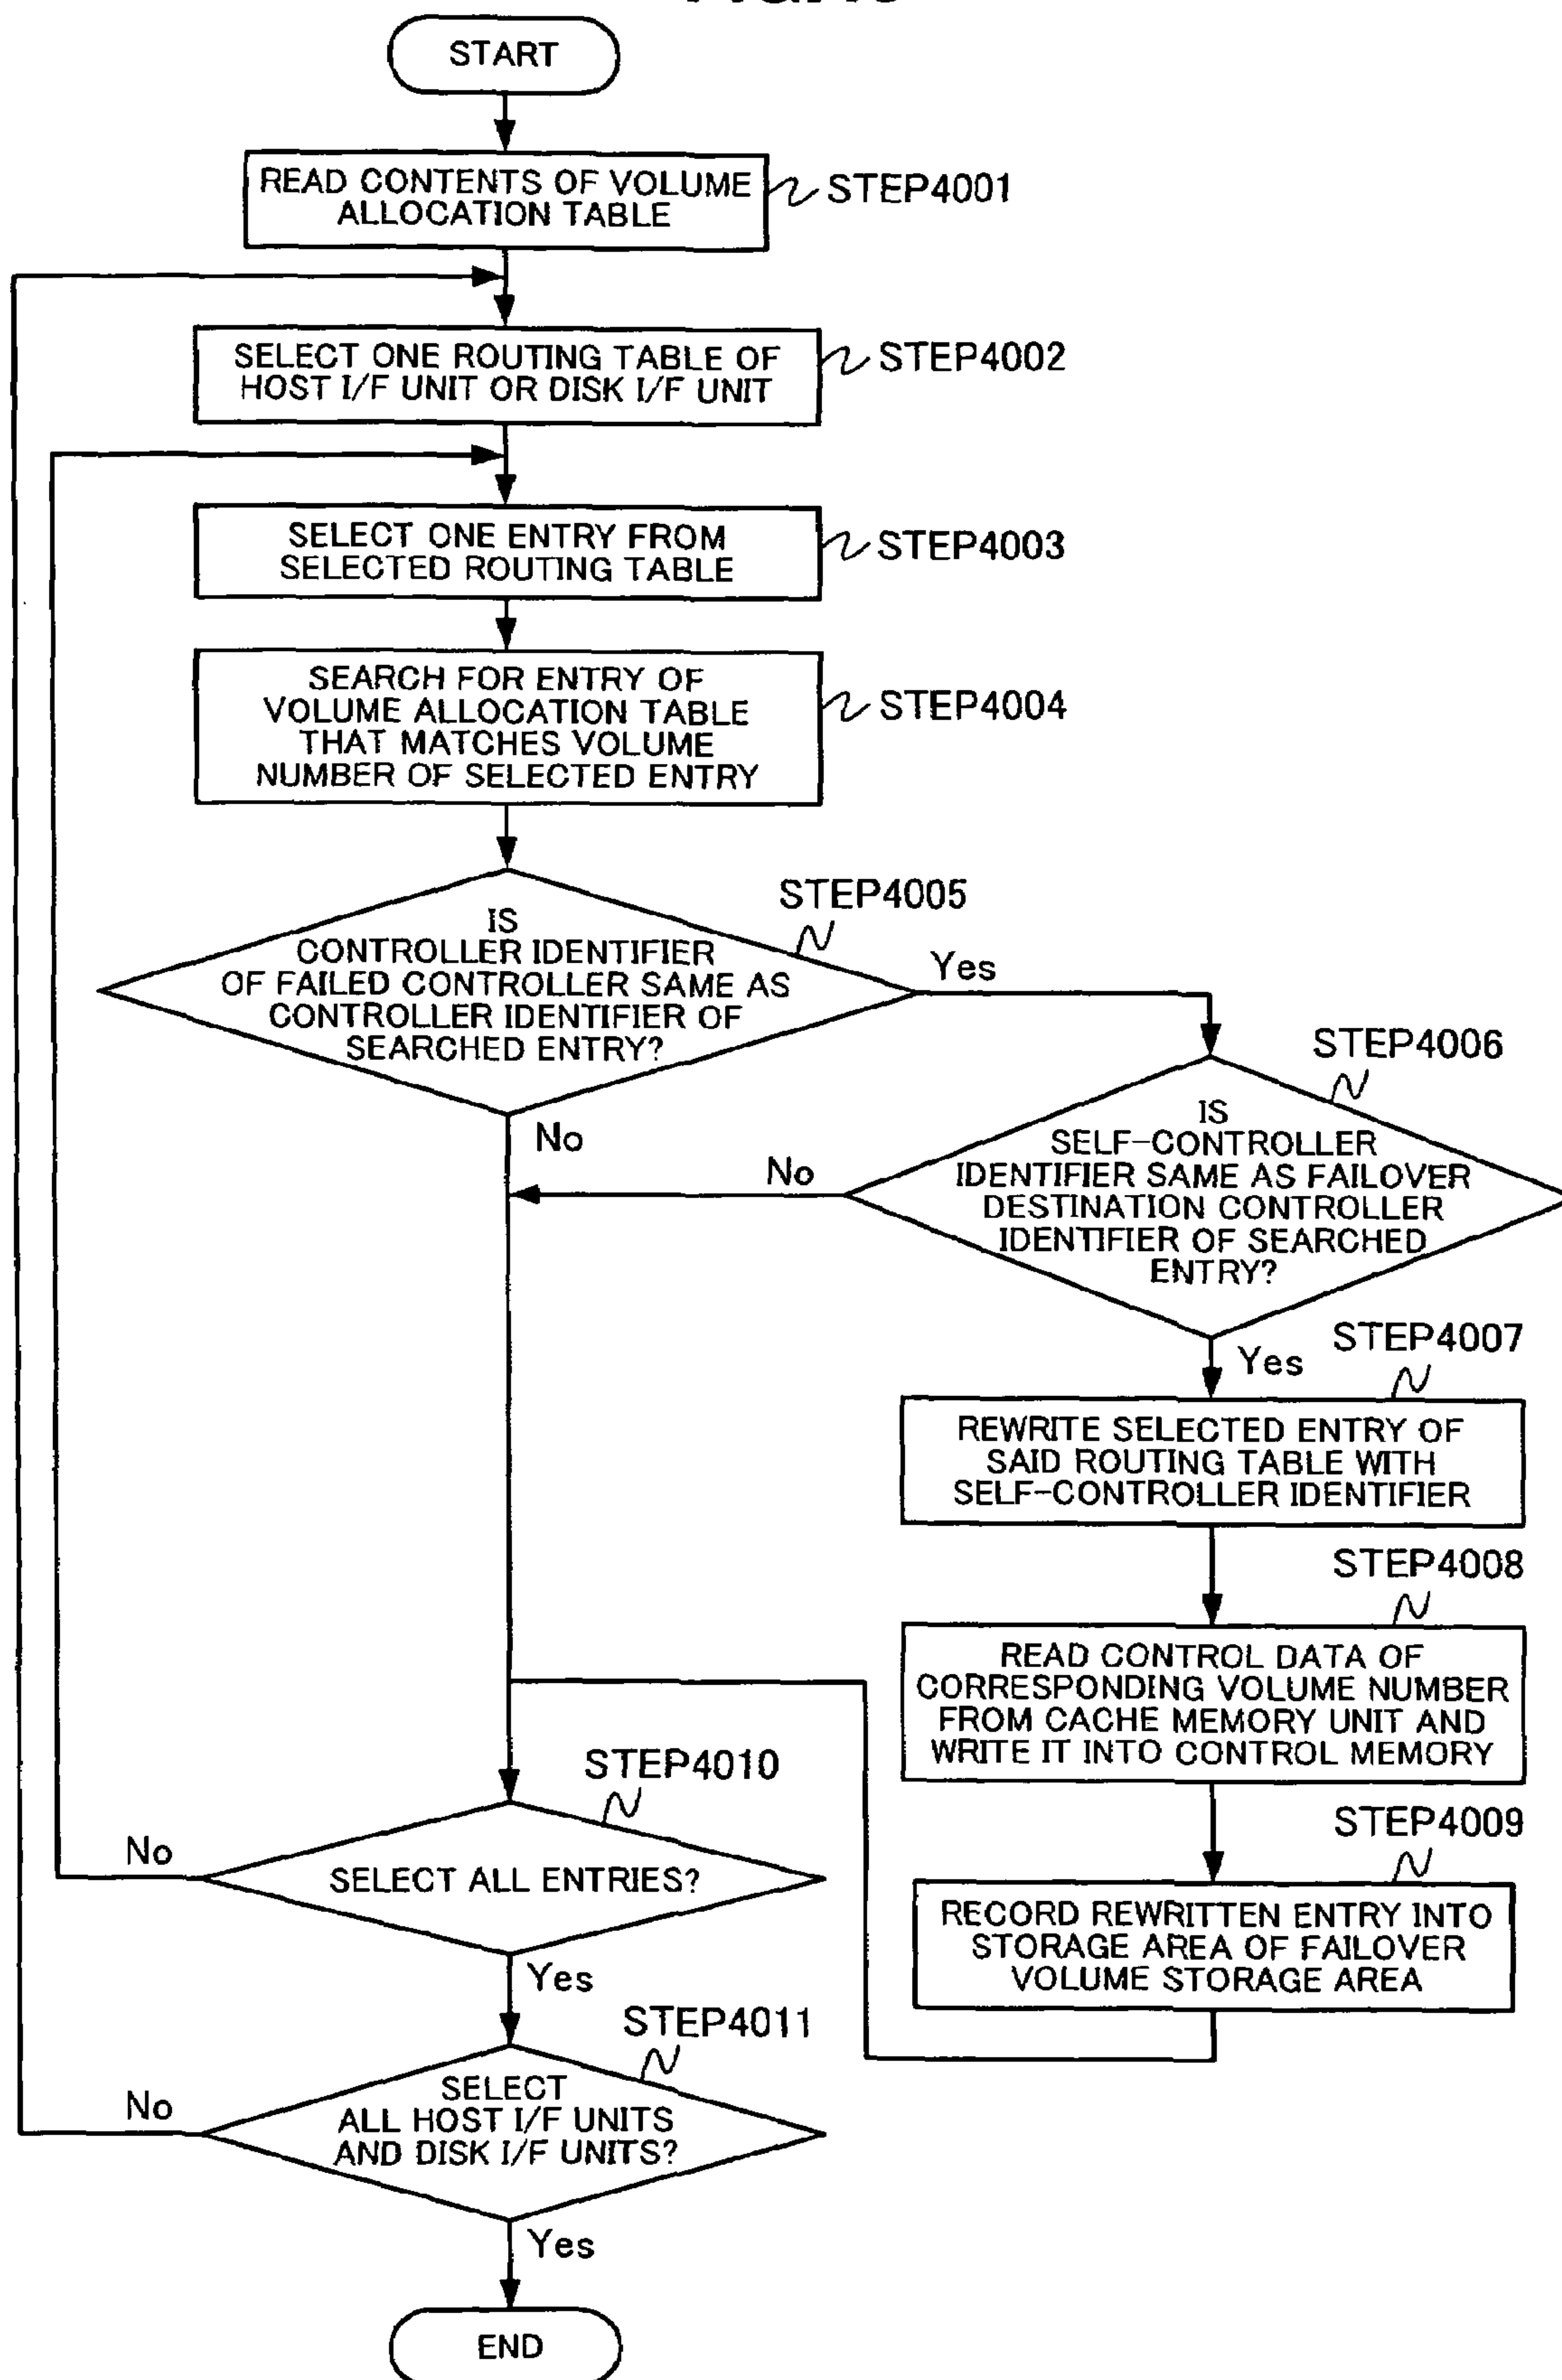 START
READ CONTENTS OF VOLUME
ALLOCATION TABLE
STEP4001
SELECT ONE ROUTING TABLE OF
HOST I/F UNIT OR DISK I/F UNIT
STEP4002
SELECT ONE ENTRY FROM
SELECTED ROUTING TABLE
STEP4003
SEARCH FOR ENTRY OF
VOLUME ALLOCATION TABLE
THAT MATCHES VOLUME
NUMBER OF SELECTED ENTRY
STEP4004
STEP4005
IS
CONTROLLER IDENTIFIER
OF FAILED CONTROLLER SAME AS
CONTROLLER IDENTIFIER OF
SEARCHED ENTRY?
Yes
No
STEP4006
IS
SELF-CONTROLLER
IDENTIFIER SAME AS FAILOVER
DESTINATION CONTROLLER
IDENTIFIER OF SEARCHED
ENTRY?
No
Yes
STEP4007
REWRITE SELECTED ENTRY OF
SAID ROUTING TABLE WITH
SELF-CONTROLLER IDENTIFIER
STEP4008
READ CONTROL DATA OF
CORRESPONDING VOLUME NUMBER
FROM CACHE MEMORY UNIT AND
WRITE IT INTO CONTROL MEMORY
STEP4009
RECORD REWRITTEN ENTRY INTO
STORAGE AREA OF FAILOVER
VOLUME STORAGE AREA
STEP4010
SELECT ALL ENTRIES?
No
Yes
STEP4011
SELECT
ALL HOST I/F UNITS
AND DISK I/F UNITS?
No
Yes
END